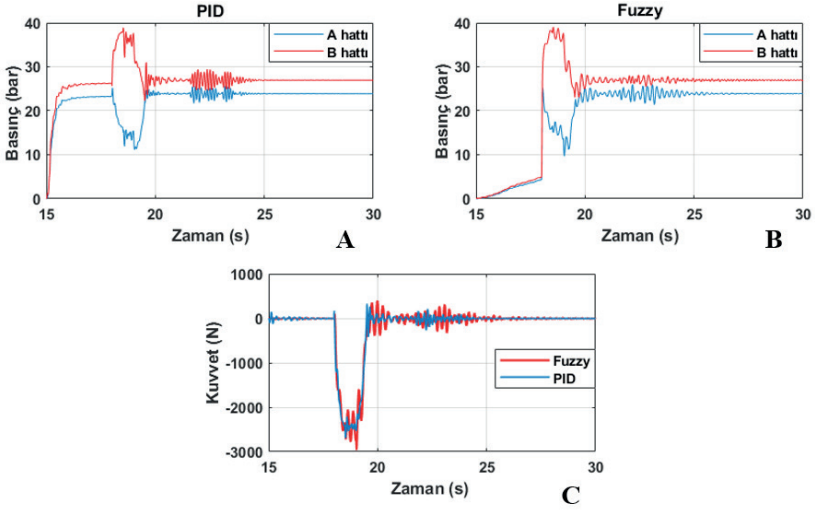 PID
40
30
20
10
0
Basınç (bar)
15
20
25
30
Zaman (s)
A hattı
B hattı
A
Fuzzy
40
30
20
10
0
Basınç (bar)
15
20
25
30
Zaman (s)
A hattı
B hattı
B
1000
0
-1000
-2000
-3000
Kuvvet (N)
15
20
25
30
Zaman (s)
Fuzzy
PID
C